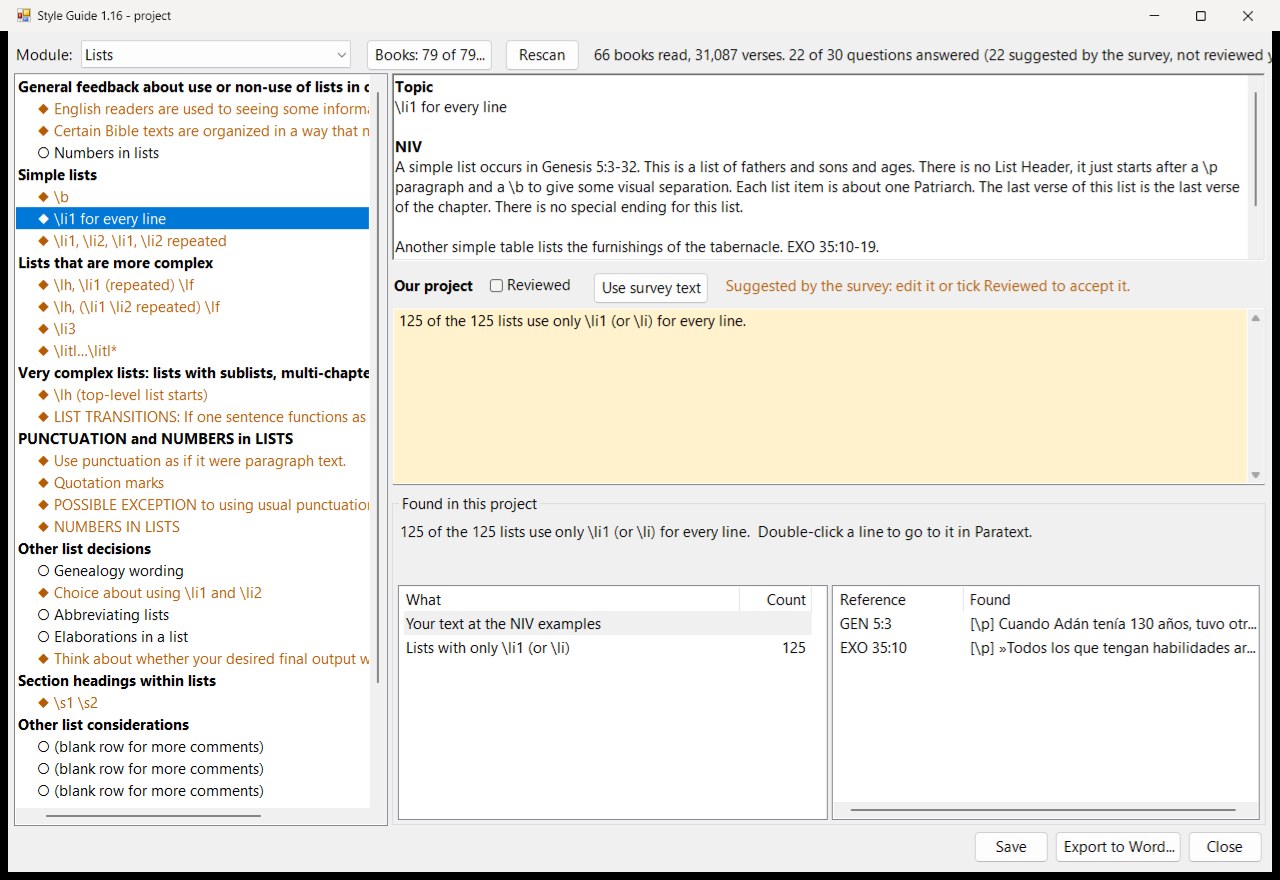 Style Guide 1.16 - project
Module: Lists Books: 79 of 79... Rescan 66 books read, 31,087 verses. 22 of 30 questions answered (22 suggested by the survey, not reviewed y
General feedback about use or non-use of lists in c
English readers are used to seeing some informa
Certain Bible texts are organized in a way that m
Numbers in lists
Simple lists
\b
\li1 for every line
\li1, \li2, \li1, \li2 repeated
Lists that are more complex
\lh, \li1 (repeated) \lf
\lh, (\li1 \li2 repeated) \lf
\li3
\litl...\litl*
Very complex lists: lists with sublists, multi-chapte
\lh (top-level list starts)
LIST TRANSITIONS: If one sentence functions as
PUNCTUATION and NUMBERS in LISTS
Use punctuation as if it were paragraph text.
Quotation marks
POSSIBLE EXCEPTION to using usual punctuation
NUMBERS IN LISTS
Other list decisions
Genealogy wording
Choice about using \li1 and \li2
Abbreviating lists
Elaborations in a list
Think about whether your desired final output w
Section headings within lists
\s1 \s2
Other list considerations
(blank row for more comments)
(blank row for more comments)
(blank row for more comments)
Topic
\li1 for every line
NIV
A simple list occurs in Genesis 5:3-32. This is a list of fathers and sons and ages. There is no List Header, it just starts after a \p
paragraph and a \b to give some visual separation. Each list item is about one Patriarch. The last verse of this list is the last verse
of the chapter. There is no special ending for this list.
Another simple table lists the furnishings of the tabernacle. EXO 35:10-19.
Our project Reviewed Use survey text Suggested by the survey: edit it or tick Reviewed to accept it.
125 of the 125 lists use only \li1 (or \li) for every line.
Found in this project
125 of the 125 lists use only \li1 (or \li) for every line.  Double-click a line to go to it in Paratext.
What Count
Your text at the NIV examples
Lists with only \li1 (or \li) 125
Reference Found
GEN 5:3 [\p] Cuando Adán tenía 130 años, tuvo otr...
EXO 35:10 [\p] »Todos los que tengan habilidades ar...
Save Export to Word... Close